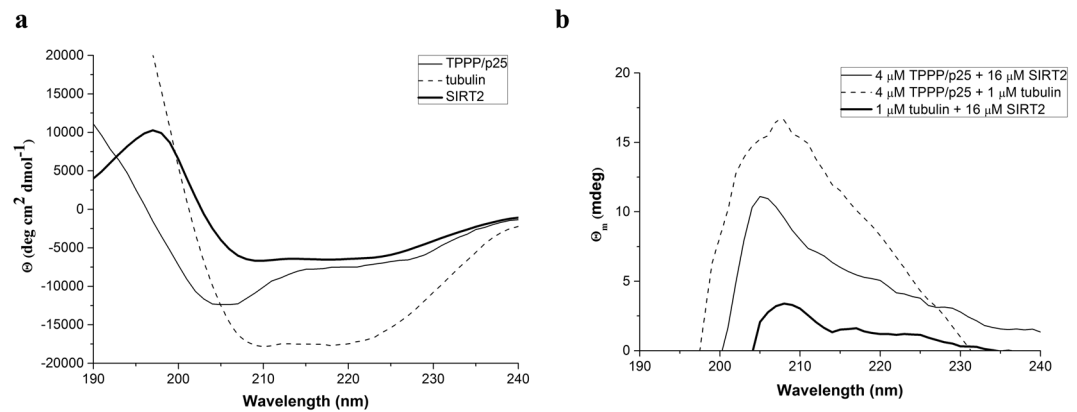 a
20000
15000
10000
5000
0
-5000
-10000
-15000
-20000
190
200
210
220
230
240
Θ (deg cm² dmol⁻¹)
Wavelength (nm)
TPPP/p25
tubulin
SIRT2
b
20
15
10
5
0
190
200
210
220
230
240
Θm (mdeg)
Wavelength (nm)
4 μM TPPP/p25 + 16 μM SIRT2
4 μM TPPP/p25 + 1 μM tubulin
1 μM tubulin + 16 μM SIRT2